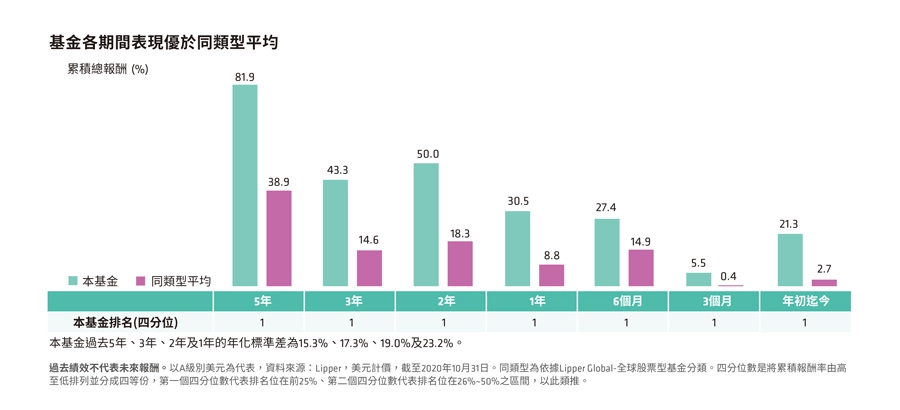 基金各期間表現優於同類型平均
累積總報酬 (%)
81.9
38.9
43.3
14.6
50.0
18.3
30.5
8.8
27.4
14.9
5.5
0.4
21.3
2.7
本基金 同類型平均
5年 3年 2年 1年 6個月 3個月 年初迄今
本基金排名(四分位) 1 1 1 1 1 1 1
本基金過去5年、3年、2年及1年的年化標準差為15.3%、17.3%、19.0%及23.2%。
過去績效不代表未來報酬。以A級別美元為代表，資料來源：Lipper，美元計價，截至2020年10月31日。同類型為依據Lipper Global-全球股票型基金分類。四分位數是將累積報酬率由高
至低排列並分成四等份，第一個四分位數代表排名位在前25%、第二個四分位數代表排名位在26%~50%之區間，以此類推。